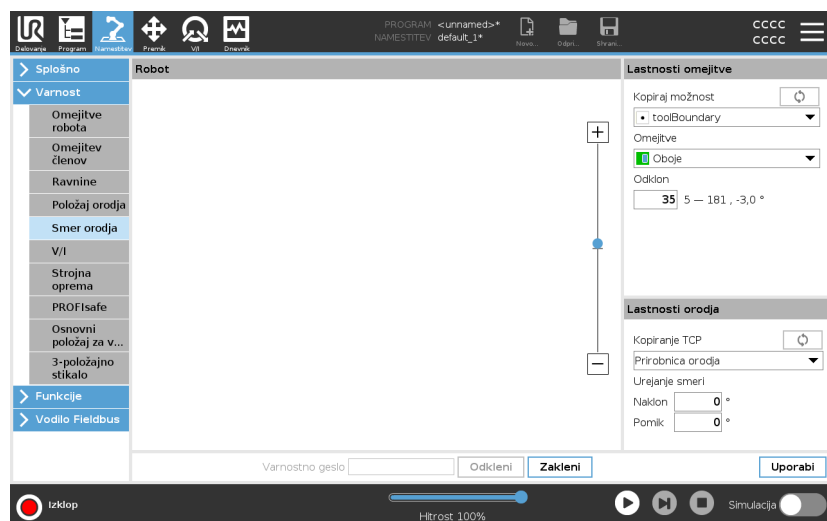 PROGRAM <unnamed>*
NAMESTITEV default_1*
Delovanje Program Namestitev Premik V/I Dnevnik
Novo... Odpri... Shrani...
CCCC
CCCC
Splošno
Varnost
Omejitve robota
Omejitev členov
Ravnine
Položaj orodja
Smer orodja
V/I
Strojna oprema
PROFIsafe
Osnovni položaj za v...
3-položajno stikalo
Funkcije
Vodilo Fieldbus
Robot
Lastnosti omejitve
Kopiraj možnost
toolBoundary
Omejitve
Oboje
Odklon
35 5 — 181 , -3,0 °
Lastnosti orodja
Kopiranje TCP
Prirobnica orodja
Urejanje smeri
Naklon 0 °
Pomik 0 °
Varnostno geslo Odkleni Zakleni Uporabi
Izklop
Hitrost 100%
Simulacija